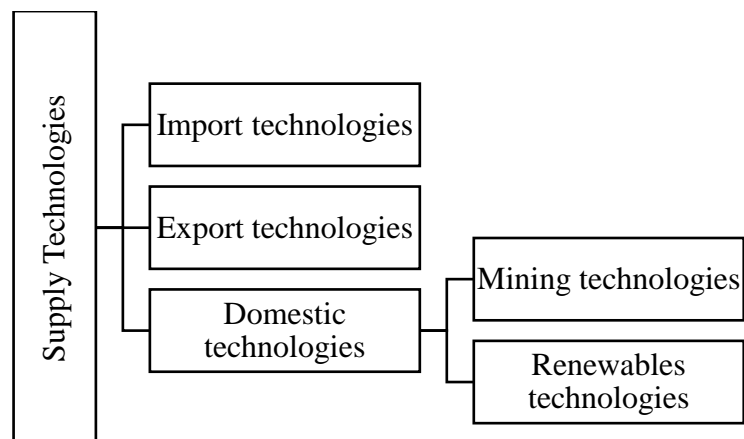 Supply Technologies
Import technologies
Export technologies
Domestic
technologies
Mining technologies
Renewables
technologies